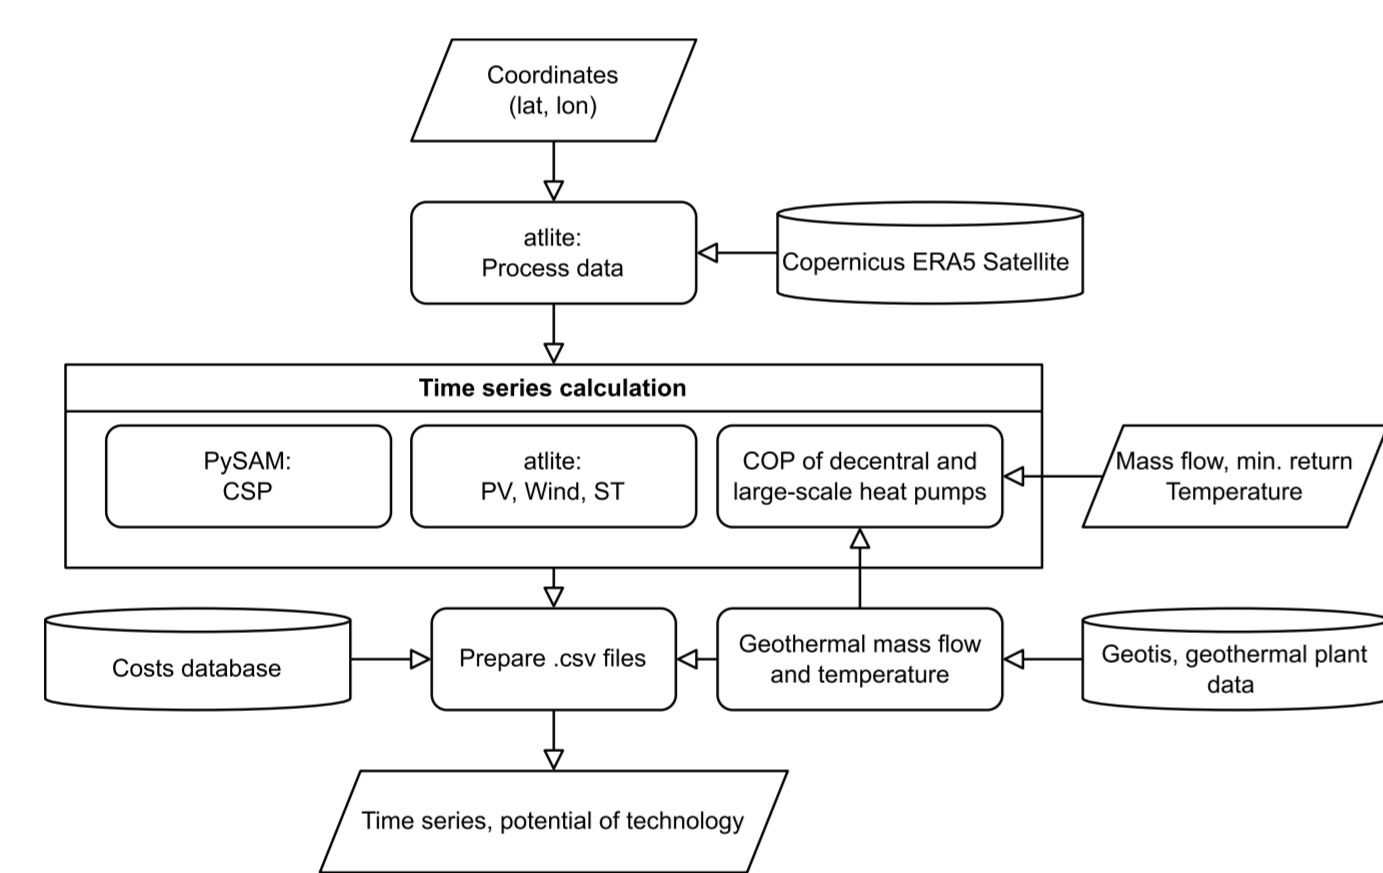 Coordinates
(lat, lon)
atlite:
Process data
Copernicus ERA5 Satellite
Time series calculation
PySAM:
CSP
atlite:
PV, Wind, ST
COP of decentral and
large-scale heat pumps
Mass flow, min. return
Temperature
Costs database
Prepare .csv files
Geothermal mass flow
and temperature
Geotis, geothermal plant
data
Time series, potential of technology